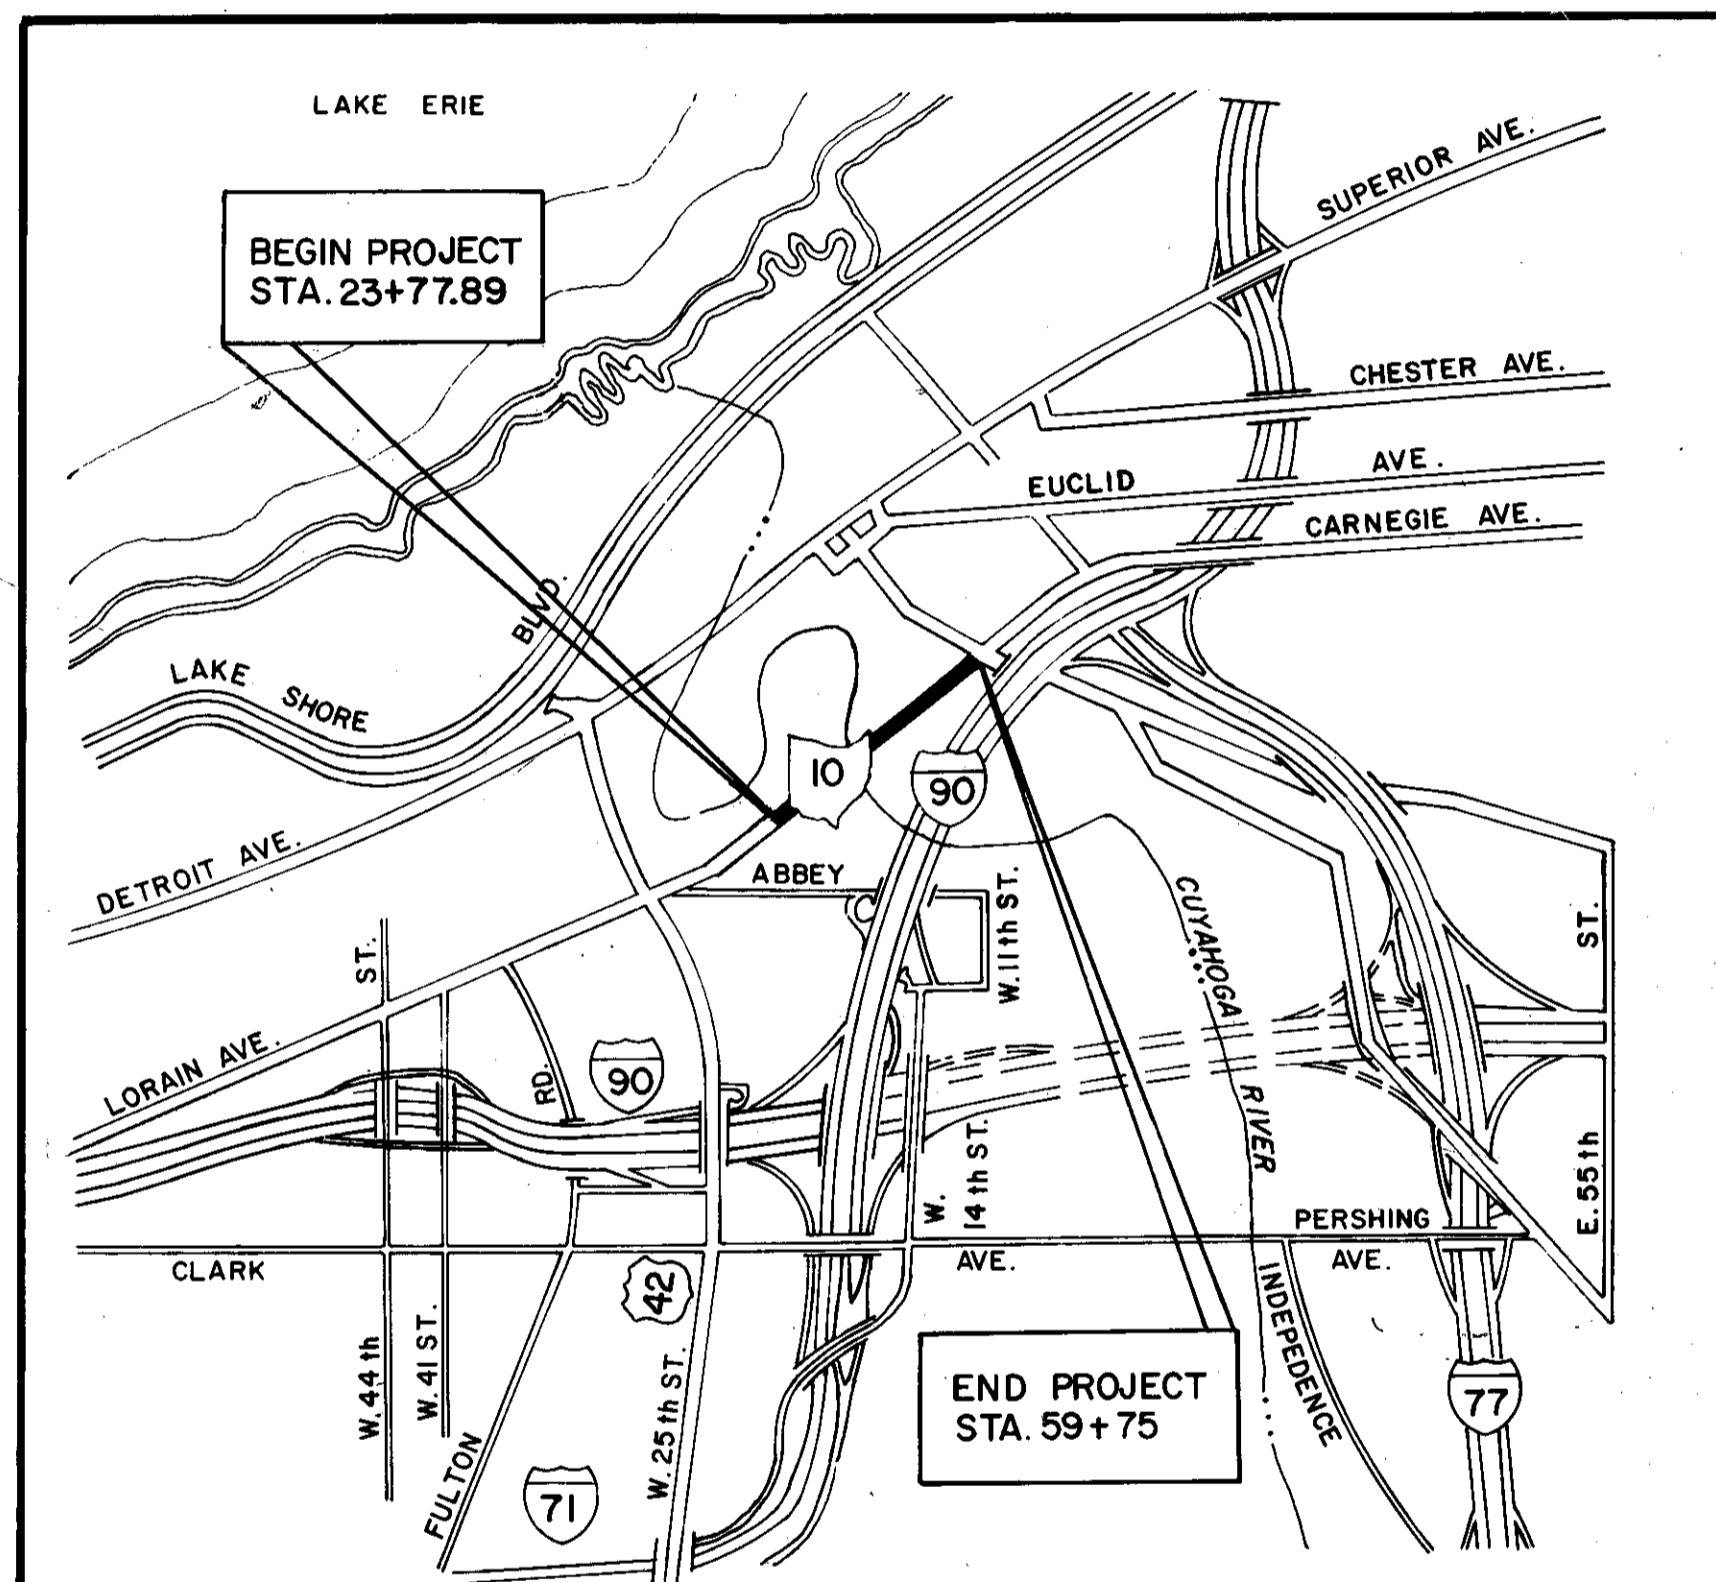 LAKE ERIE
SUPERIOR AVE.
BEGIN PROJECT
STA. 23+77.89
CHESTER AVE.
EUCLID AVE.
CARNEGIE AVE.
LAKE SHORE BLVD.
10
90
DETROIT AVE.
ABBEY
W. 11th ST.
CUYAHOGA RIVER
LORAIN AVE.
90
W. 14th ST.
E. 55th ST.
PERSHING AVE.
CLARK AVE.
42
W. 44th ST.
W. 41 ST.
FULTON RD.
W. 25th ST.
71
INDEPEDENCE
77
END PROJECT
STA. 59+75